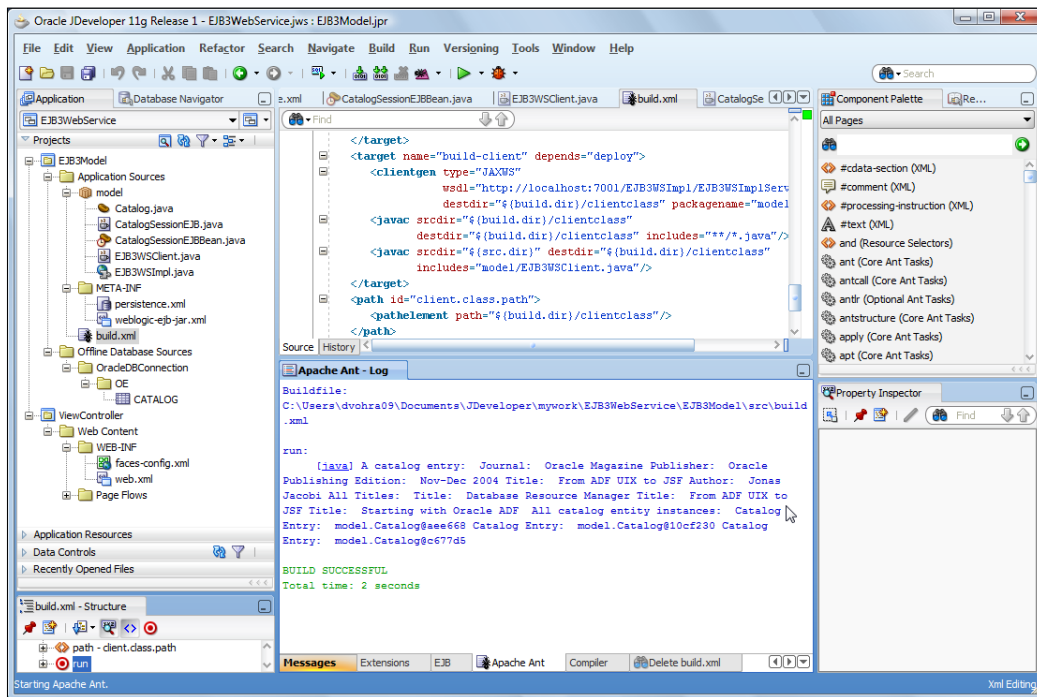 Oracle JDeveloper 11g Release 1 - EJB3WebService.jws : EJB3Model.jpr
File Edit View Application Refactor Search Navigate Build Run Versioning Tools Window Help
Search
Application
Database Navigator
EJB3WebService
Projects
EJB3Model
Application Sources
model
Catalog.java
CatalogSessionEJB.java
CatalogSessionEJBBean.java
EJB3WSClient.java
EJB3WSImpl.java
META-INF
persistence.xml
weblogic-ejb-jar.xml
build.xml
Offline Database Sources
OracleDBConnection
OE
CATALOG
ViewController
Web Content
WEB-INF
faces-config.xml
web.xml
Page Flows
Application Resources
Data Controls
Recently Opened Files
build.xml - Structure
path - client.class.path
run
e.xml CatalogSessionEJBBean.java EJB3WSClient.java build.xml CatalogSe
Find
</target>
<target name="build-client" depends="deploy">
<clientgen type="JAXWS"
wsdl="http://localhost:7001/EJB3WSImpl/EJB3WSImplServ
destdir="${build.dir}/clientclass" packagename="model
<javac srcdir="${build.dir}/clientclass"
destdir="${build.dir}/clientclass" includes="**/*.java"/>
<javac srcdir="${src.dir}" destdir="${build.dir}/clientclass"
includes="model/EJB3WSClient.java"/>
</target>
<path id="client.class.path">
<pathelement path="${build.dir}/clientclass"/>
</path>
Source History
Apache Ant - Log
Buildfile:
C:\Users\dvohra09\Documents\JDeveloper\mywork\EJB3WebService\EJB3Model\src\build
.xml
run:
[java] A catalog entry: Journal: Oracle Magazine Publisher: Oracle
Publishing Edition: Nov-Dec 2004 Title: From ADF UIX to JSF Author: Jonas
Jacobi All Titles: Title: Database Resource Manager Title: From ADF UIX to
JSF Title: Starting with Oracle ADF All catalog entity instances: Catalog
Entry: model.Catalog@aee668 Catalog Entry: model.Catalog@10cf230 Catalog
Entry: model.Catalog@c677d5
BUILD SUCCESSFUL
Total time: 2 seconds
Messages Extensions EJB Apache Ant Compiler Delete build.xml
Component Palette
Re...
All Pages
#cdata-section (XML)
#comment (XML)
#processing-instruction (XML)
#text (XML)
and (Resource Selectors)
ant (Core Ant Tasks)
antcall (Core Ant Tasks)
antlr (Optional Ant Tasks)
antstructure (Core Ant Tasks)
apply (Core Ant Tasks)
apt (Core Ant Tasks)
Property Inspector
Find
Starting Apache Ant.
Xml Editing